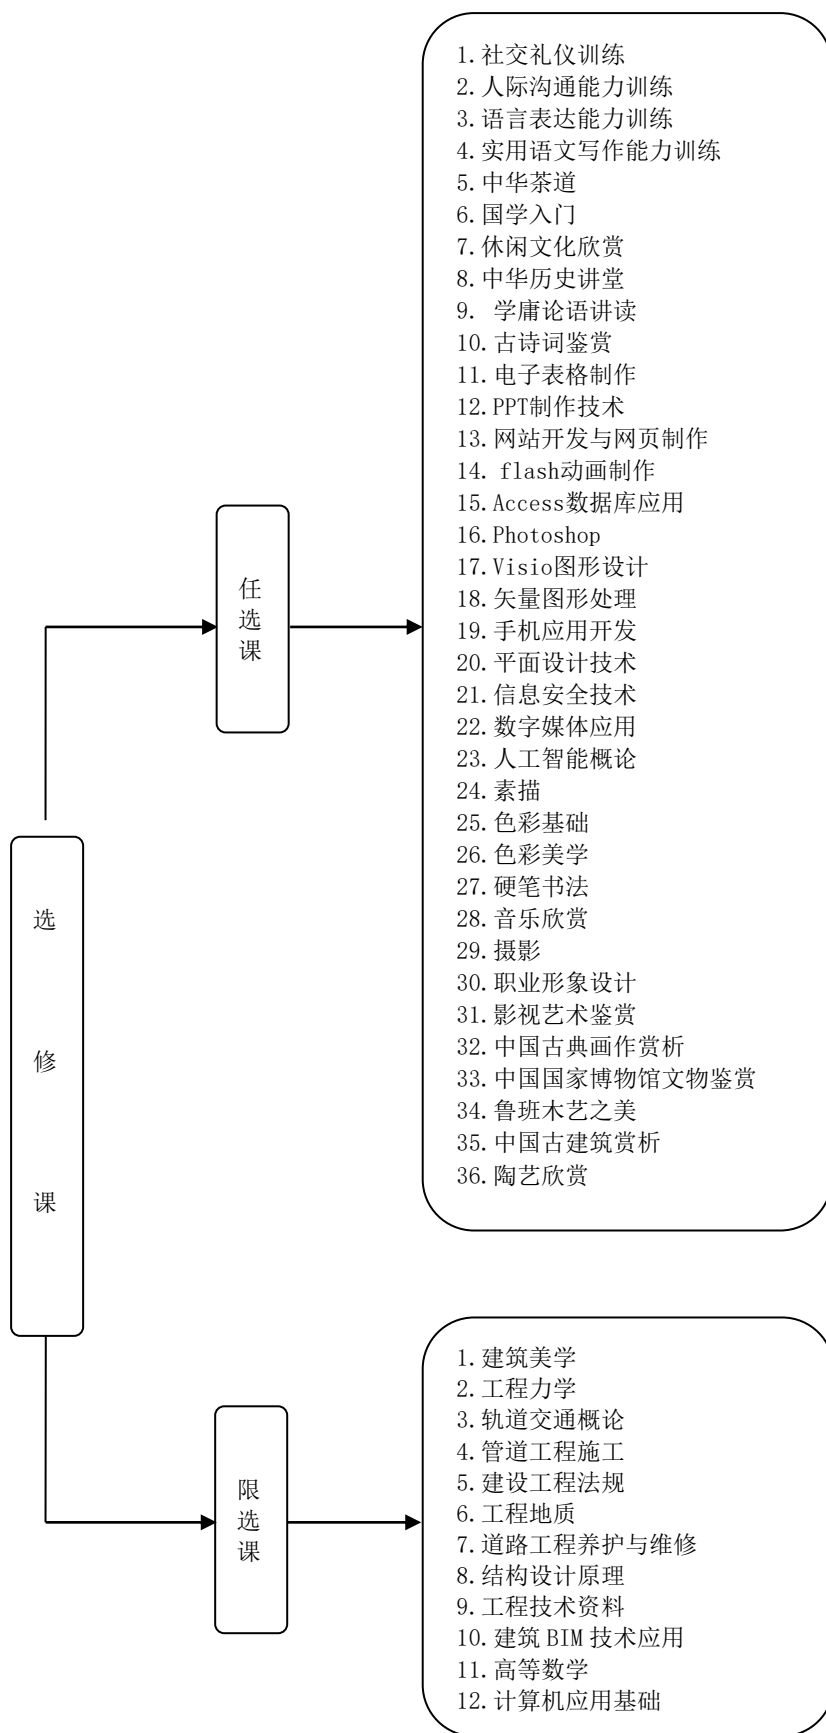 选修课
任选课
1.社交礼仪训练
2.人际沟通能力训练
3.语言表达能力训练
4.实用语文写作能力训练
5.中华茶道
6.国学入门
7.休闲文化欣赏
8.中华历史讲堂
9. 学庸论语讲读
10.古诗词鉴赏
11.电子表格制作
12.PPT制作技术
13.网站开发与网页制作
14. flash动画制作
15.Access数据库应用
16.Photoshop
17.Visio图形设计
18.矢量图形处理
19.手机应用开发
20.平面设计技术
21.信息安全技术
22.数字媒体应用
23.人工智能概论
24.素描
25.色彩基础
26.色彩美学
27.硬笔书法
28.音乐欣赏
29.摄影
30.职业形象设计
31.影视艺术鉴赏
32.中国古典画作赏析
33.中国国家博物馆文物鉴赏
34.鲁班木艺之美
35.中国古建筑赏析
36.陶艺欣赏
限选课
1.建筑美学
2.工程力学
3.轨道交通概论
4.管道工程施工
5.建设工程法规
6.工程地质
7.道路工程养护与维修
8.结构设计原理
9.工程技术资料
10.建筑 BIM 技术应用
11.高等数学
12.计算机应用基础